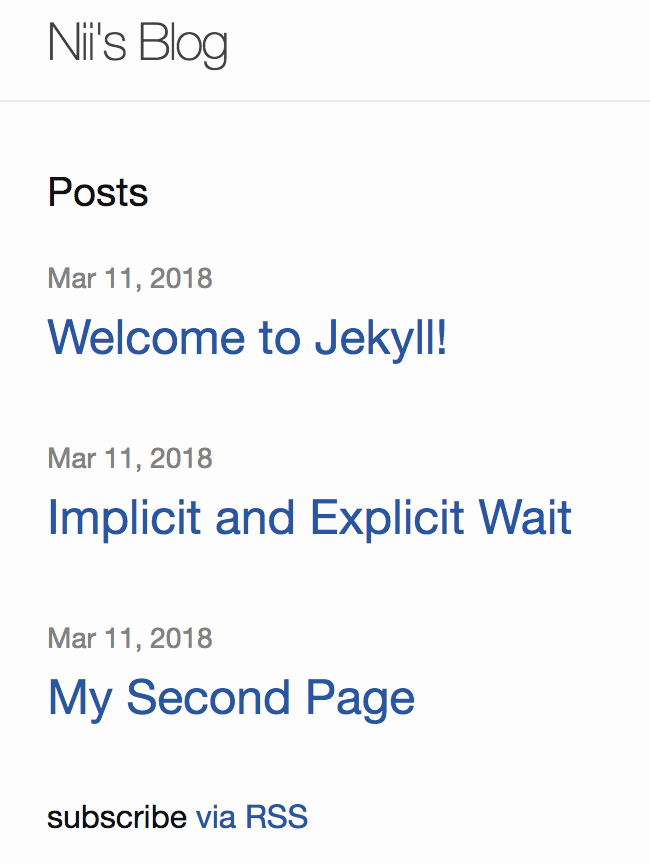 Nii's Blog
Posts
Mar 11, 2018
Welcome to Jekyll!
Mar 11, 2018
Implicit and Explicit Wait
Mar 11, 2018
My Second Page
subscribe via RSS